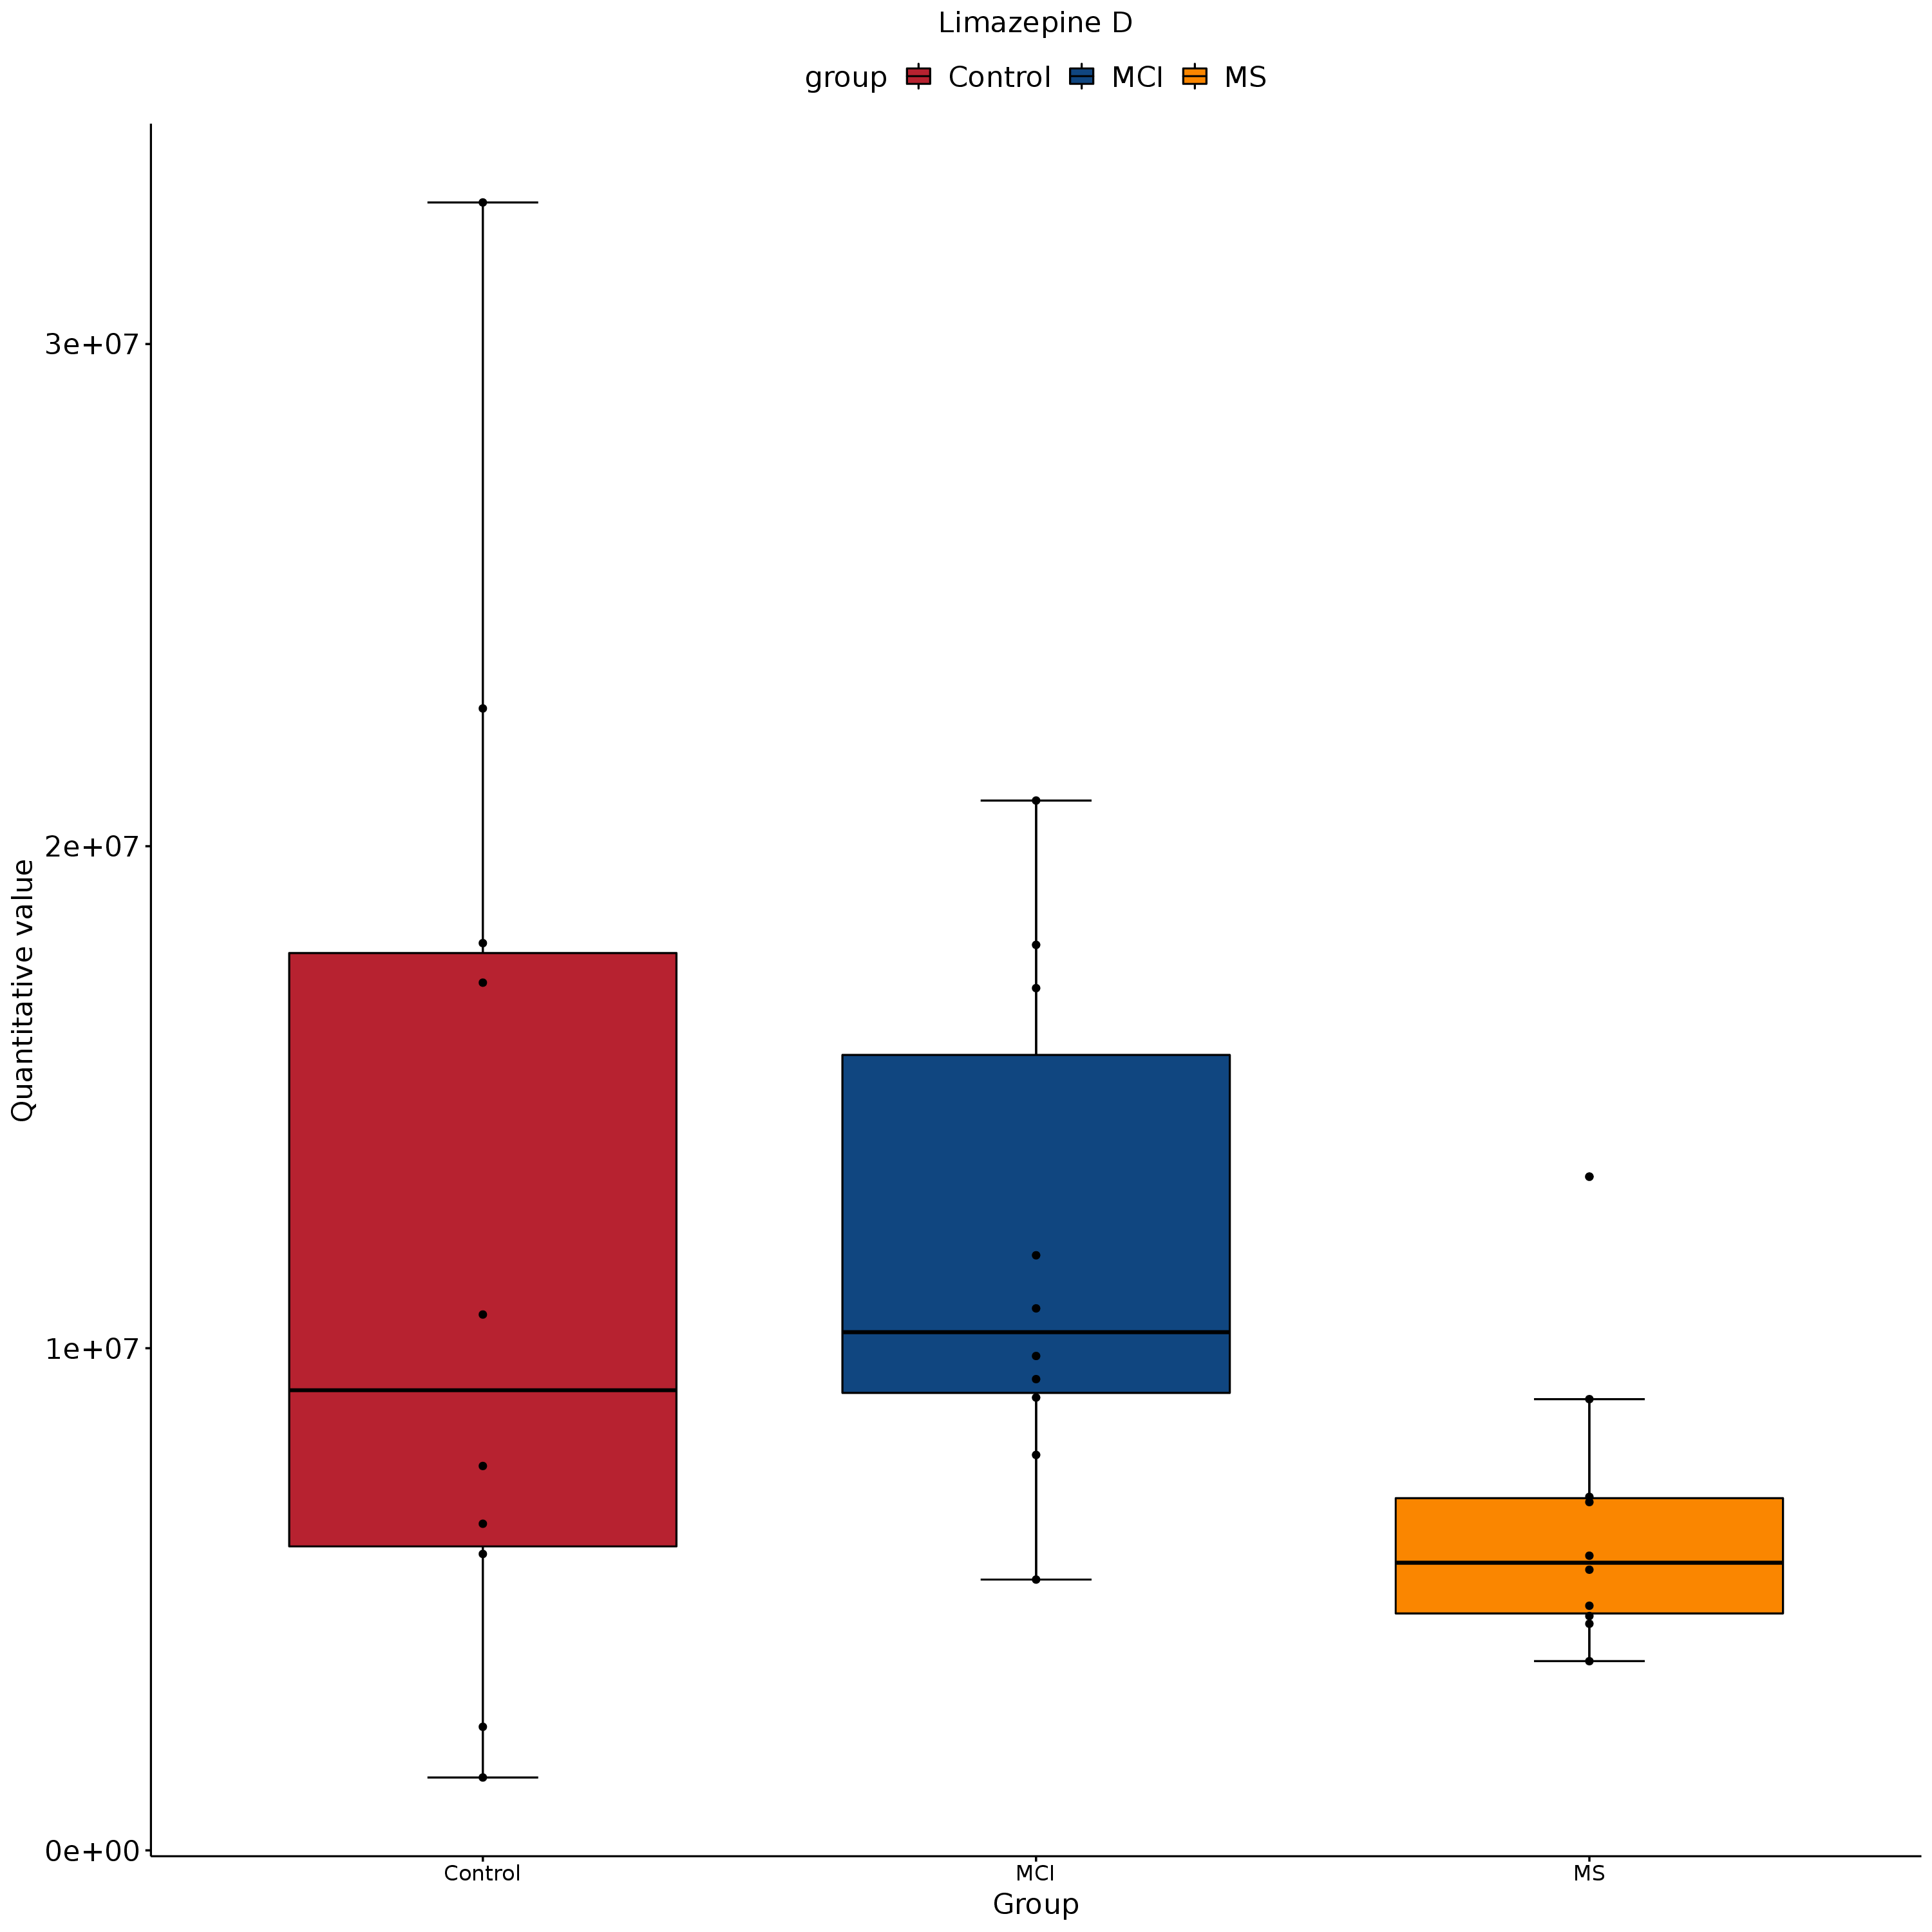 Limazepine D
group Control MCI MS
3e+07
2e+07
1e+07
0e+00
Quantitative value
Control MCI MS
Group